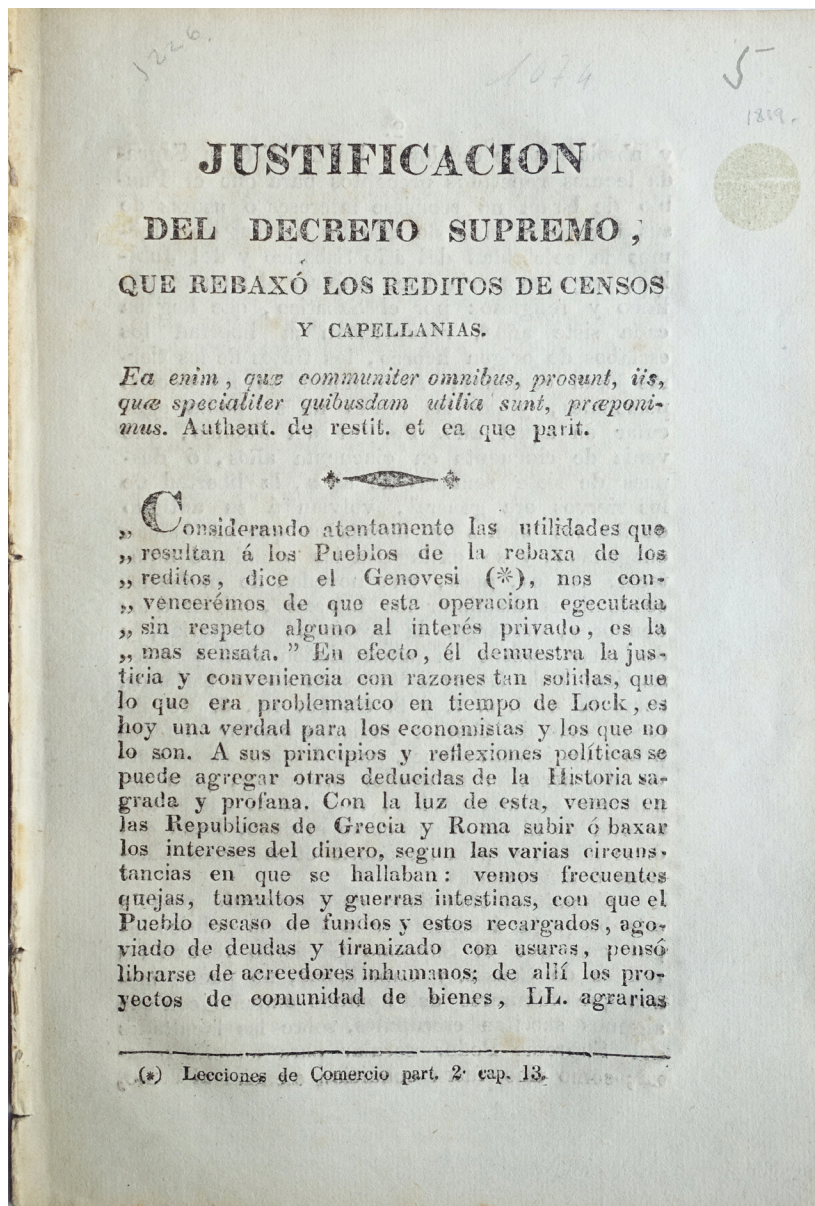 1226.
1074
5
1819.
JUSTIFICACION
DEL DECRETO SUPREMO,
QUE REBAXÓ LOS REDITOS DE CENSOS
Y CAPELLANIAS.
Ea enim, quæ communiter omnibus, prosunt, iis,
quæ specialiter quibusdam utilia sunt, præponi-
mus. Authent. de restit. et ea que parit.
„ Considerando atentamente las utilidades que
„ resultan á los Pueblos de la rebaxa de los
„ reditos, dice el Genovesi (*), nos con-
„ vencerémos de que esta operacion egecutada
„ sin respeto alguno al interés privado, es la
„ mas sensata. ” En efecto, él demuestra la jus-
ticia y conveniencia con razones tan solidas, que
lo que era problematico en tiempo de Lock, es
hoy una verdad para los economistas y los que no
lo son. A sus principios y reflexiones políticas se
puede agregar otras deducidas de la Historia sa-
grada y profana. Con la luz de esta, vemos en
las Republicas de Grecia y Roma subir ó baxar
los intereses del dinero, segun las varias circuns-
tancias en que se hallaban: vemos frecuentes
quejas, tumultos y guerras intestinas, con que el
Pueblo escaso de fundos y estos recargados, ago-
viado de deudas y tiranizado con usuras, pensó
librarse de acreedores inhumanos; de allí los pro-
yectos de comunidad de bienes, LL. agrarias
(*) Lecciones de Comercio part. 2. cap. 13.